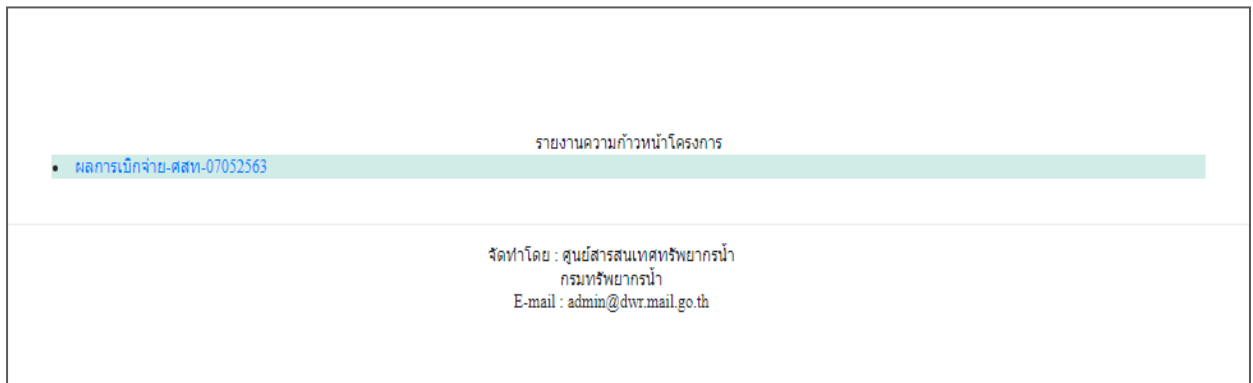 รายงานความก้าวหน้าโครงการ
ผลการเบิกจ่าย-ศสท-07052563
จัดทำโดย : ศูนย์สารสนเทศทรัพยากรน้ำ
กรมทรัพยากรน้ำ
E-mail : admin@dwr.mail.go.th